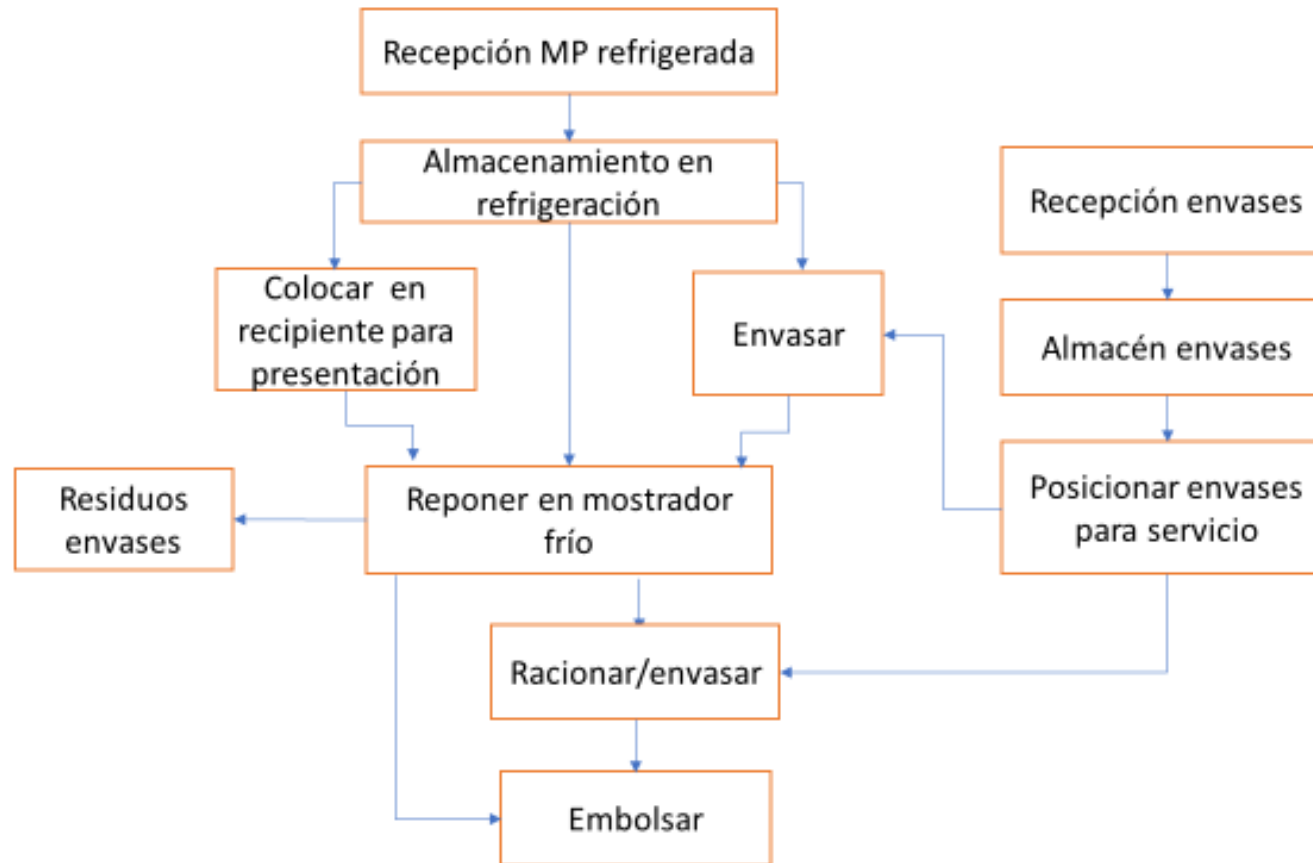 Recepción MP refrigerada
Almacenamiento en
refrigeración
Recepción envases
Colocar en
recipiente para
presentación
Envasar
Almacén envases
Residuos
envases
Reponer en mostrador
frío
Posicionar envases
para servicio
Racionar/envasar
Embolsar